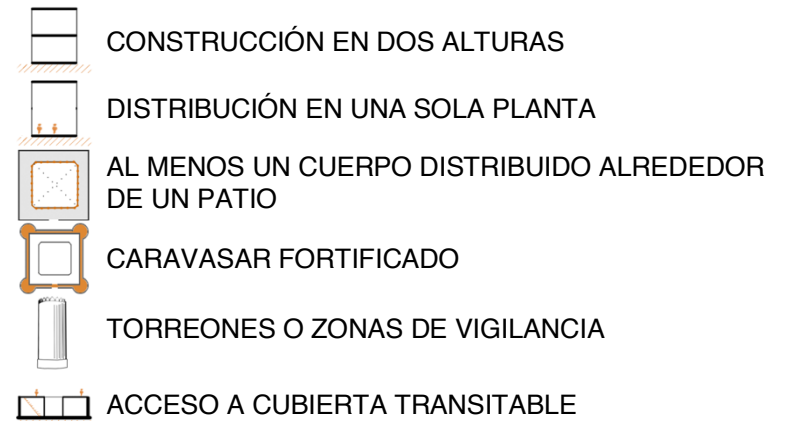 CONSTRUCCIÓN EN DOS ALTURAS
DISTRIBUCIÓN EN UNA SOLA PLANTA
AL MENOS UN CUERPO DISTRIBUIDO ALREDEDOR
DE UN PATIO
CARAVASAR FORTIFICADO
TORREONES O ZONAS DE VIGILANCIA
ACCESO A CUBIERTA TRANSITABLE